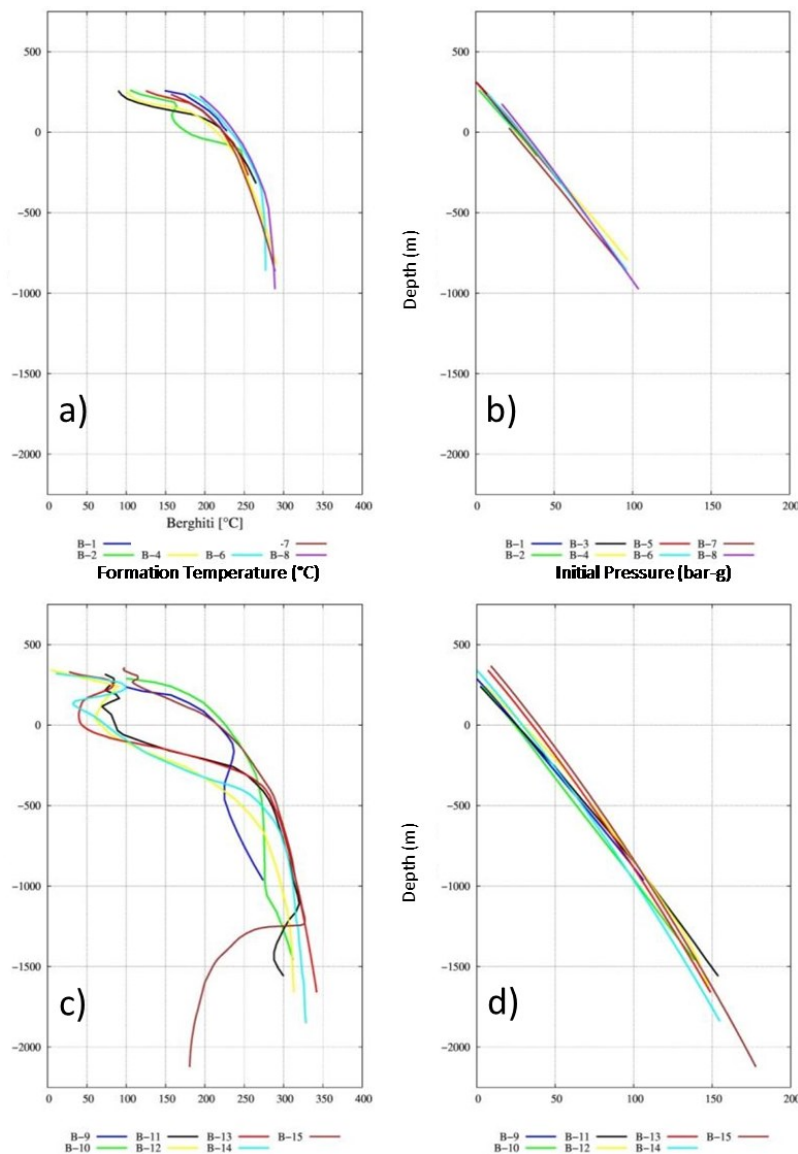 500
0
−500
−1000
−1500
−2000
0 50 100 150 200 250 300 350 400
Berghiti [°C]
a)
B−1 -7
B−2 B−4 B−6 B−8
Formation Temperature (°C)
Depth (m)
500
0
−500
−1000
−1500
−2000
0 50 100 150 200
b)
B−1 B−3 B−5 B−7
B−2 B−4 B−6 B−8
Initial Pressure (bar-g)
500
0
−500
−1000
−1500
−2000
0 50 100 150 200 250 300 350 400
c)
B−9 B−11 B−13 B−15
B−10 B−12 B−14
Depth (m)
500
0
−500
−1000
−1500
−2000
0 50 100 150 200
d)
B−9 B−11 B−13 B−15
B−10 B−12 B−14